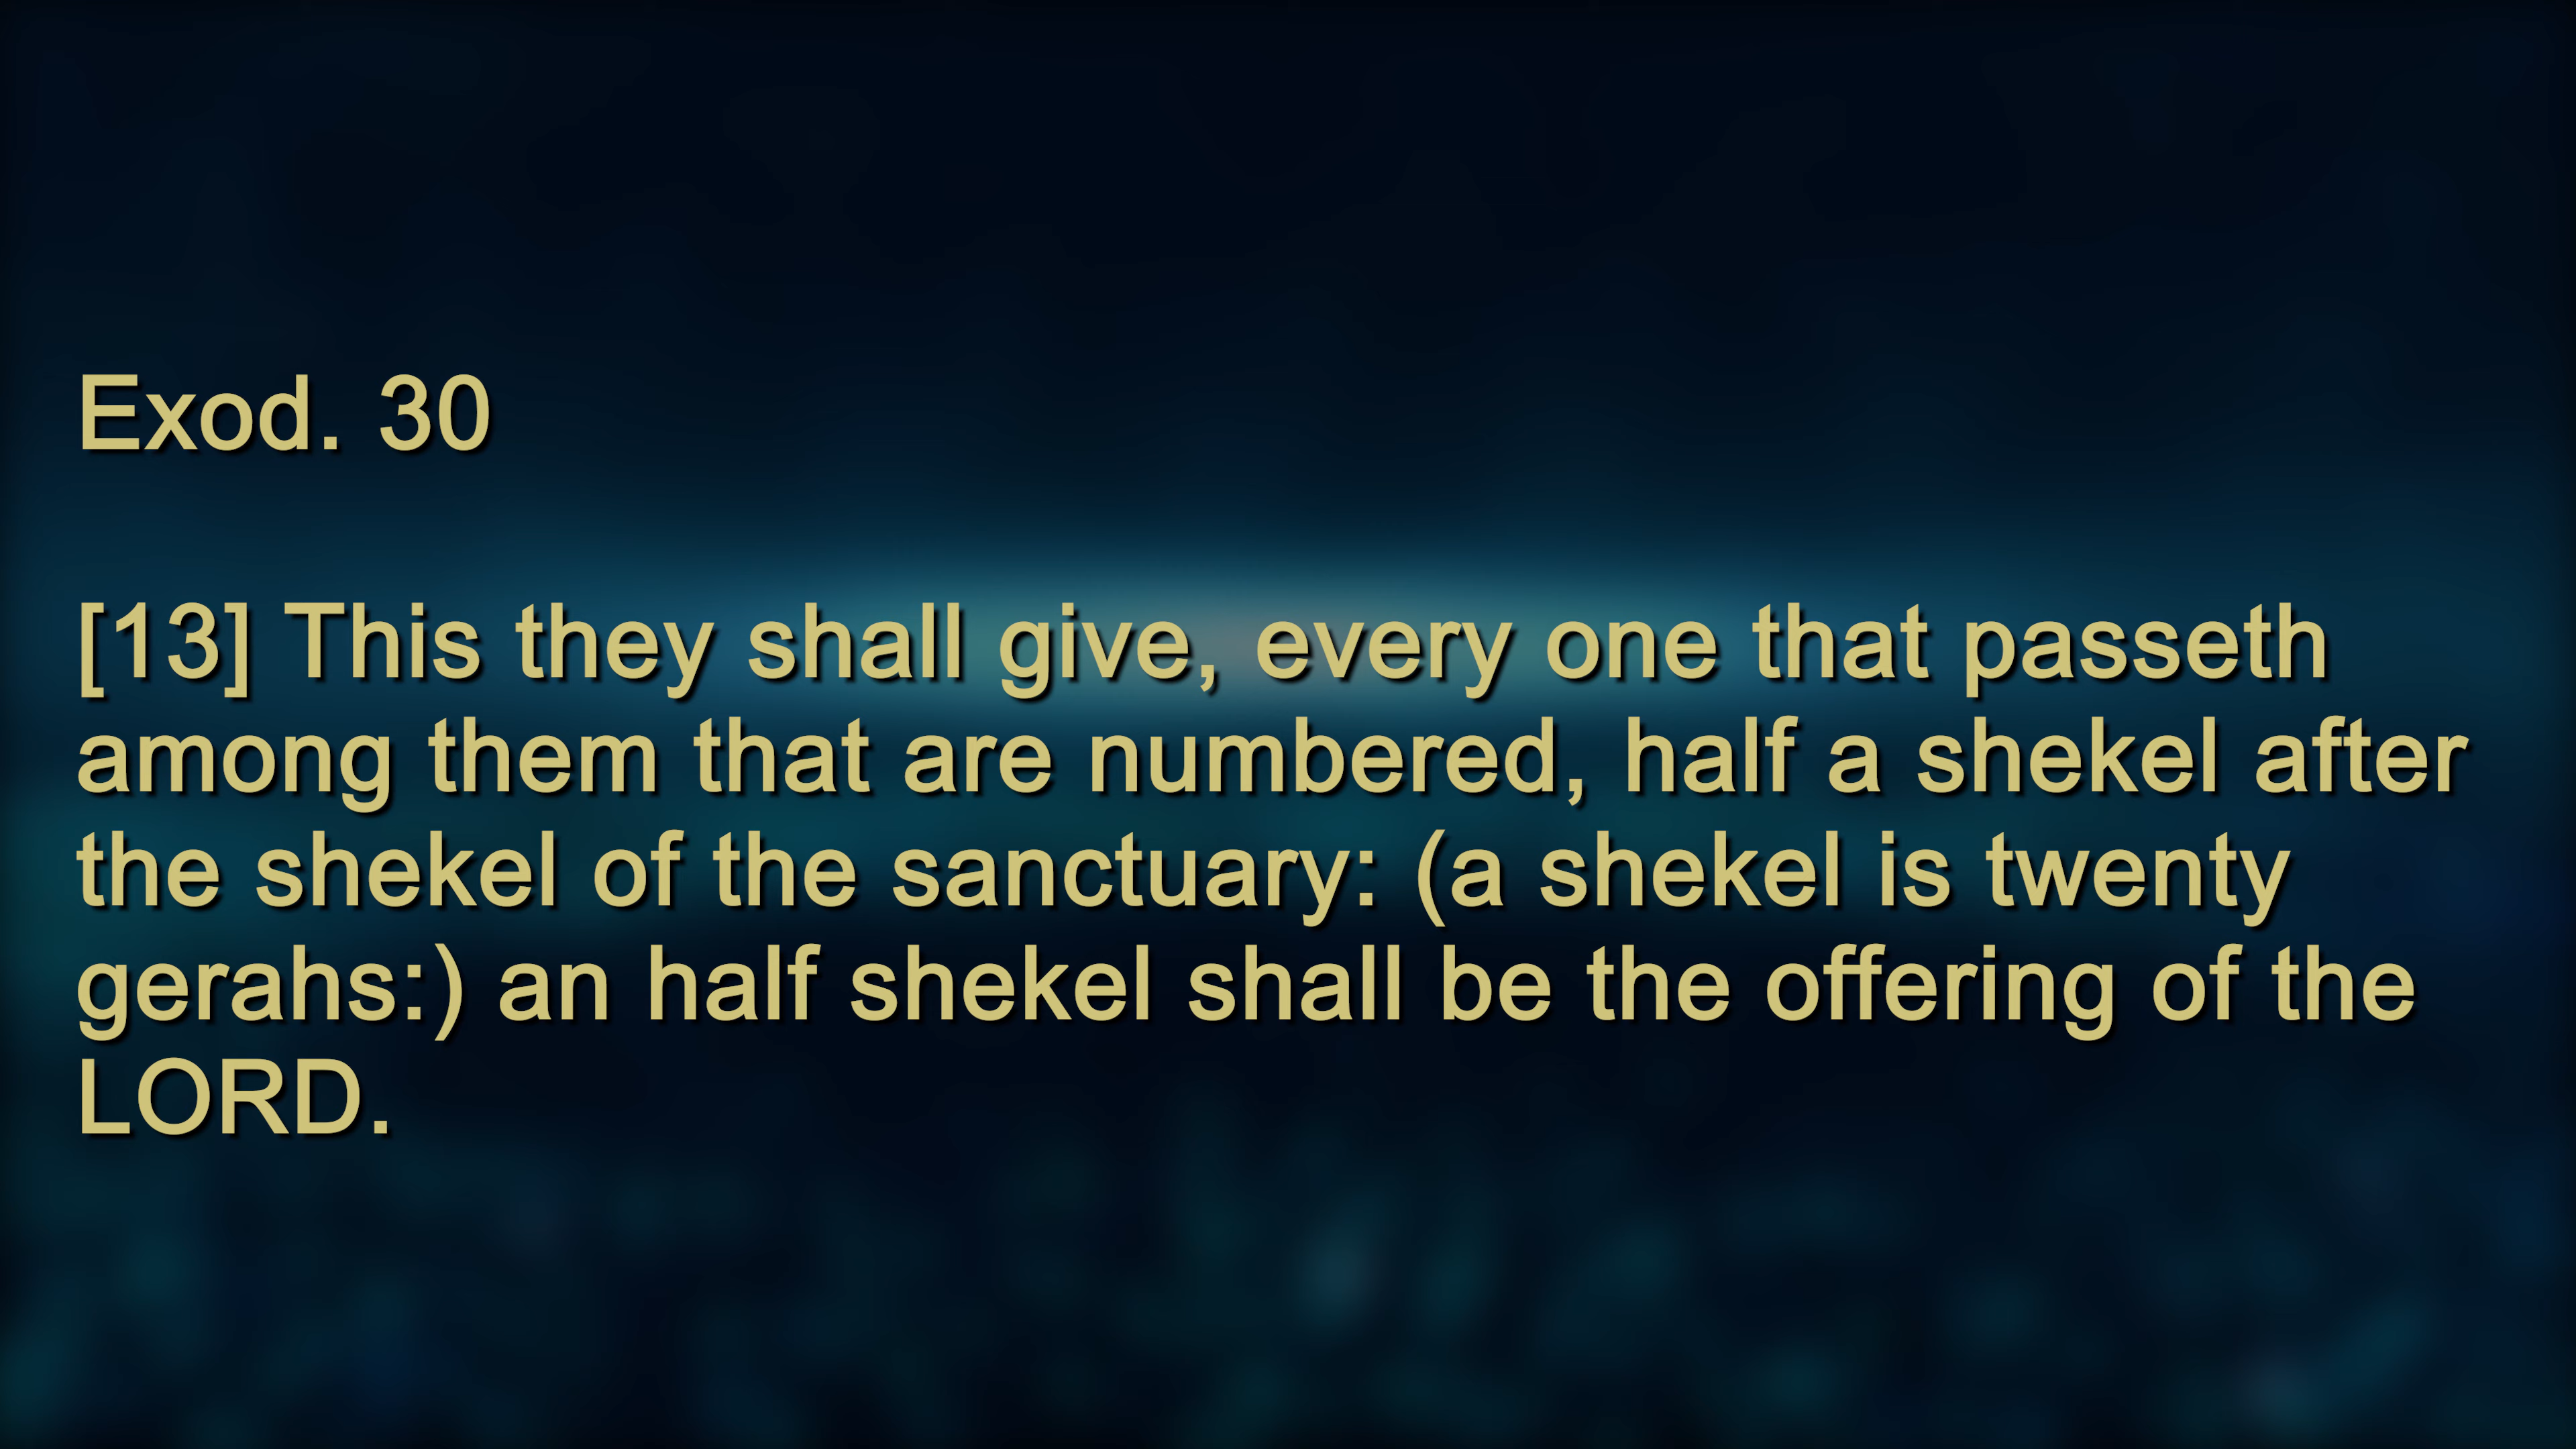 Exod. 30
[13] This they shall give, every one that passeth
among them that are numbered, half a shekel after
the shekel of the sanctuary: (a shekel is twenty
gerahs:) an half shekel shall be the offering of the
LORD.